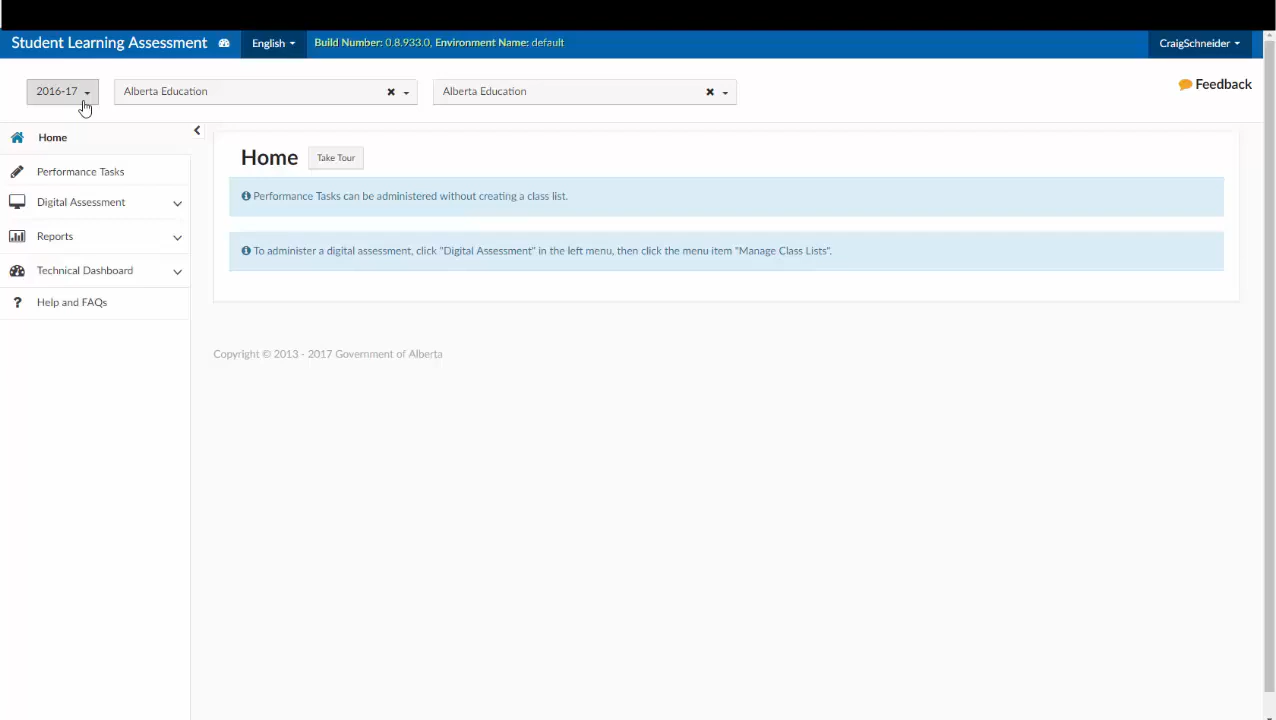 Student Learning Assessment English Build Number: 0.8.933.0, Environment Name: default CraigSchneider
2016-17 Alberta Education Alberta Education Feedback
Home
Performance Tasks
Digital Assessment
Reports
Technical Dashboard
? Help and FAQs
Home Take Tour
Performance Tasks can be administered without creating a class list.
To administer a digital assessment, click "Digital Assessment" in the left menu, then click the menu item "Manage Class Lists".
Copyright © 2013 - 2017 Government of Alberta